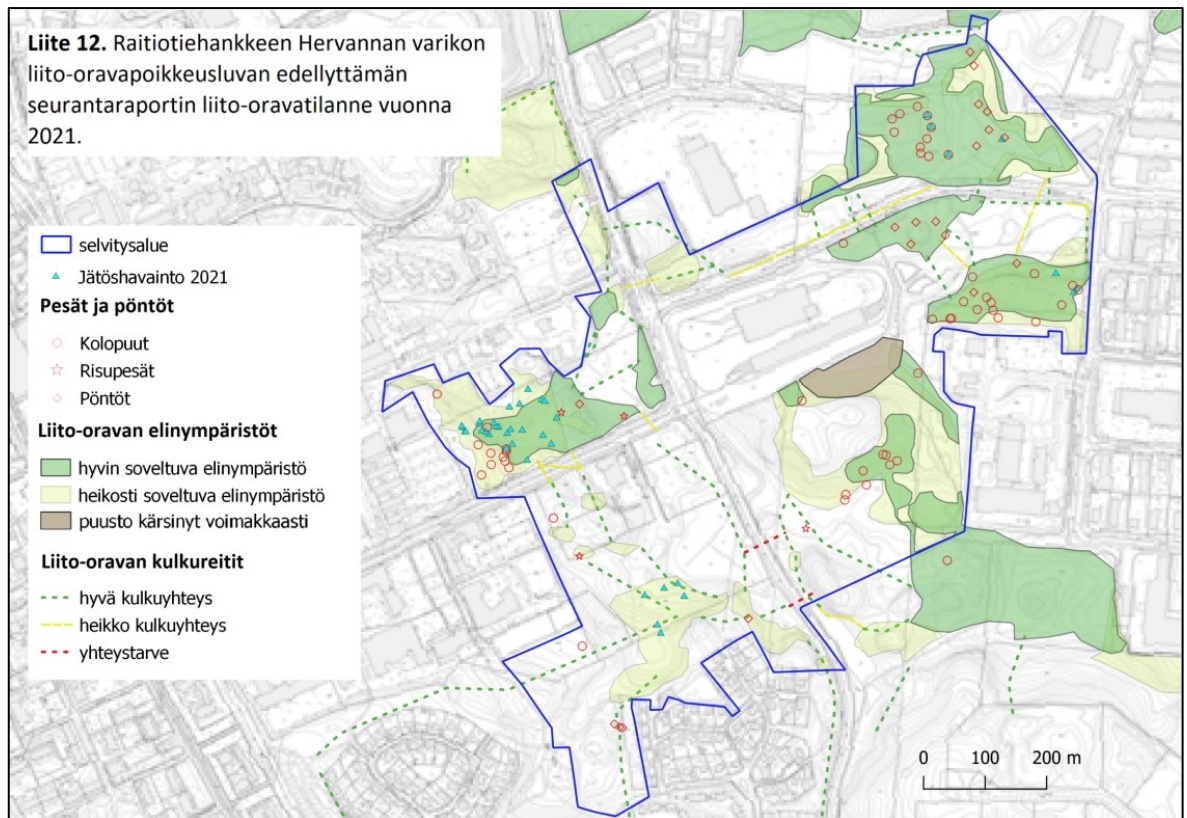 Liite 12. Raitiotiehankkeen Hervannan varikon
liito-oravapoikkeusluvan edellyttämän
seurantaraportin liito-oravatilanne vuonna
2021.
selvitysalue
Jätöshavainto 2021
Pesät ja pöntöt
Kolopuut
Risupesät
Pöntöt
Liito-oravan elinympäristöt
hyvin soveltuva elinympäristö
heikosti soveltuva elinympäristö
puusto kärsinyt voimakkaasti
Liito-oravan kulkureitit
hyvä kulkuyhteys
heikko kulkuyhteys
yhteystarve
0 100 200 m